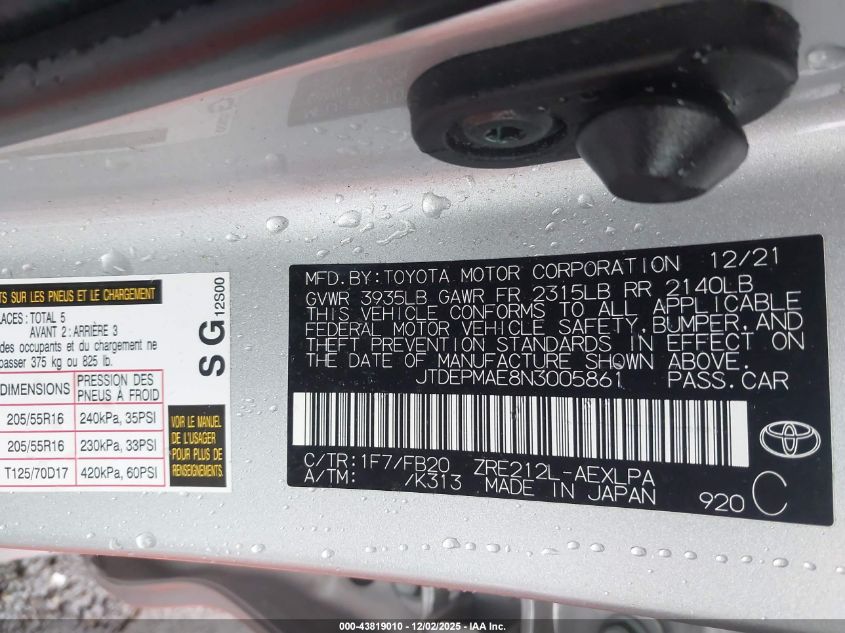 TS SUR LES PNEUS ET LE CHARGEMENT
LACES : TOTAL 5
AVANT 2 : ARRIÈRE 3
des occupants et du chargement ne
passer 375 kg ou 825 lb.
DIMENSIONS PRESSION DES PNEUS À FROID
205/55R16 240kPa, 35PSI
205/55R16 230kPa, 33PSI
T125/70D17 420kPa, 60PSI
VOIR LE MANUEL
DE L'USAGER
POUR PLUS DE
RENSEIGNEMENTS.
SG
12S00
MFD.BY:TOYOTA MOTOR CORPORATION 12/21
GVWR 3935LB GAWR FR 2315LB RR 2140LB
THIS VEHICLE CONFORMS TO ALL APPLICABLE
FEDERAL MOTOR VEHICLE SAFETY, BUMPER, AND
THEFT PREVENTION STANDARDS IN EFFECT ON
THE DATE OF MANUFACTURE SHOWN ABOVE.
JTDEPMAE8N3005861 PASS.CAR
C/TR:1F7/FB20 ZRE212L-AEXLPA
A/TM: /K313 MADE IN JAPAN
920 C
000-43819010 - 12/02/2025 - © IAA Inc.